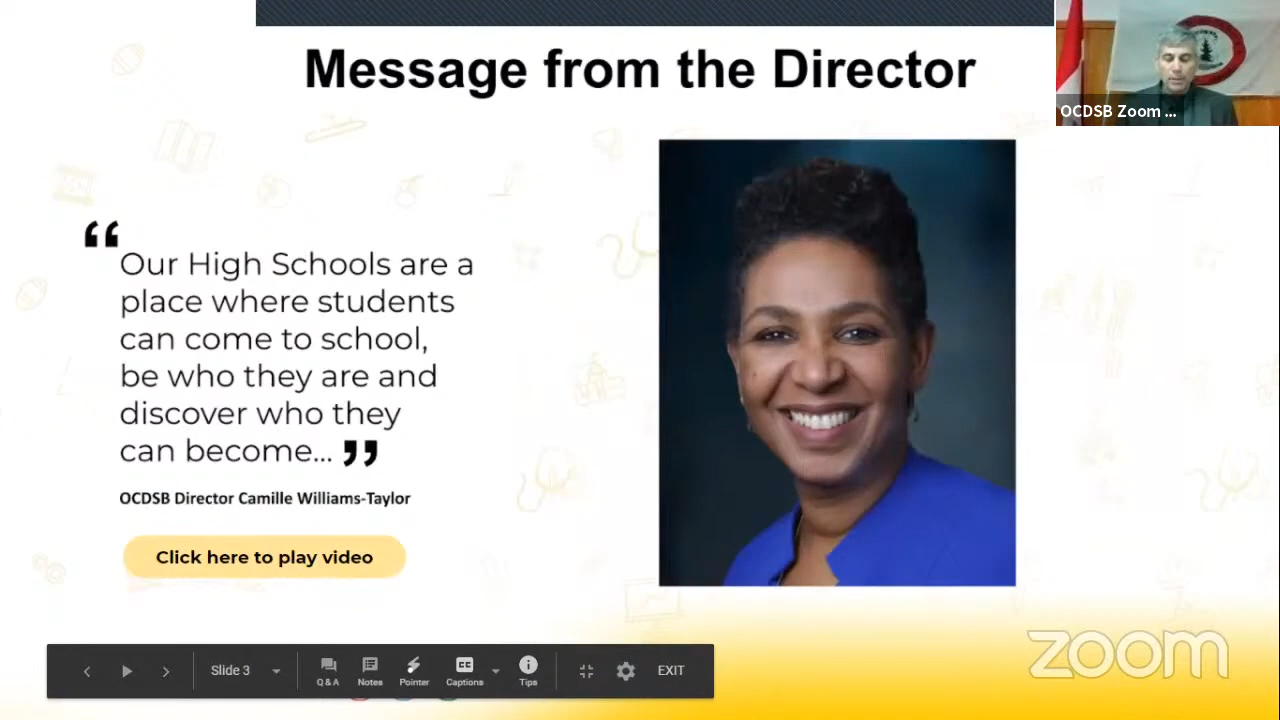 Message from the Director
OCDSB Zoom ...
“
Our High Schools are a
place where students
can come to school,
be who they are and
discover who they
can become... ”
OCDSB Director Camille Williams-Taylor
Click here to play video
Slide 3
Q & A
Notes
Pointer
CC
Captions
Tips
EXIT
zoom